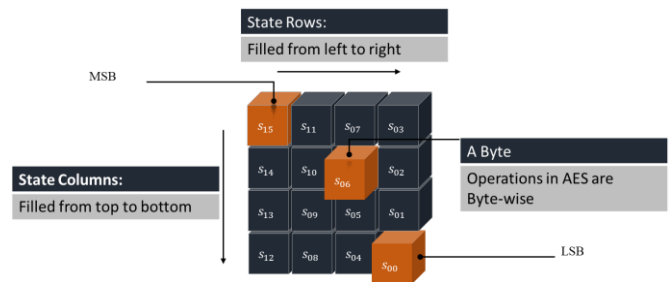 State Rows:
Filled from left to right
MSB
S15 S11 S07 S03
A Byte
S14 S10 S06 S02
Operations in AES are
Byte-wise
State Columns:
Filled from top to bottom
S13 S09 S05 S01
S12 S08 S04 S00
LSB